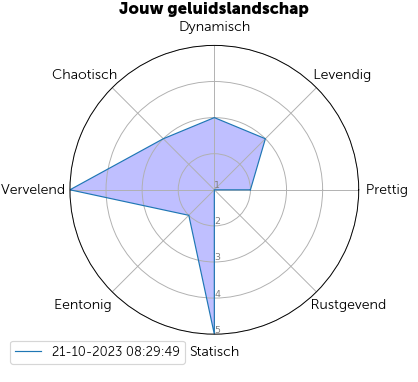 Jouw geluidslandschap
Dynamisch
Chaotisch
Levendig
Vervelend
1
Prettig
2
3
4
Eentonig
Rustgevend
5
21-10-2023 08:29:49
Statisch